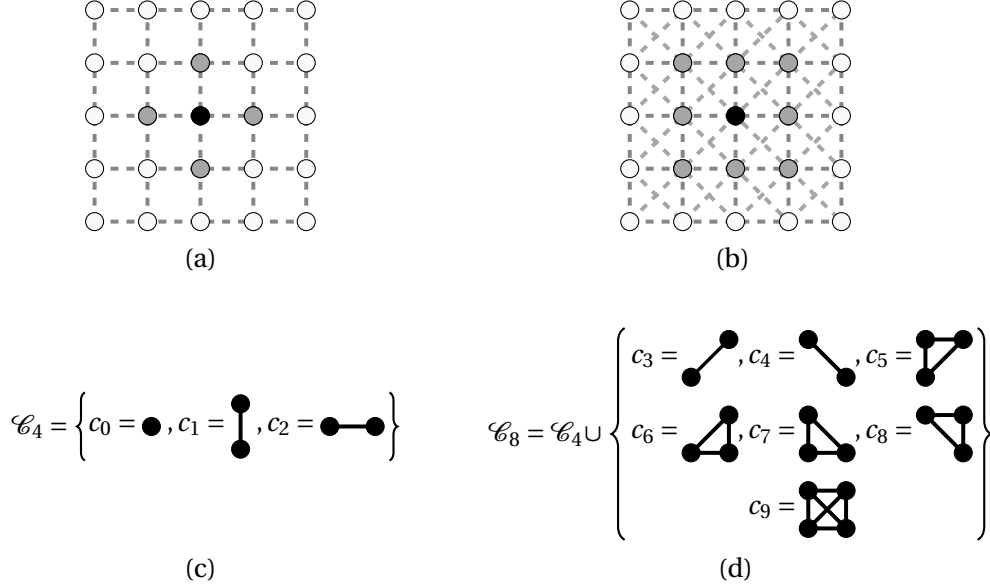 (a)
(b)
𝒞₄ = { c₀ = , c₁ = , c₂ = }
𝒞₈ = 𝒞₄ ∪ {
c₃ = , c₄ = , c₅ =
c₆ = , c₇ = , c₈ =
c₉ = }
(c)
(d)